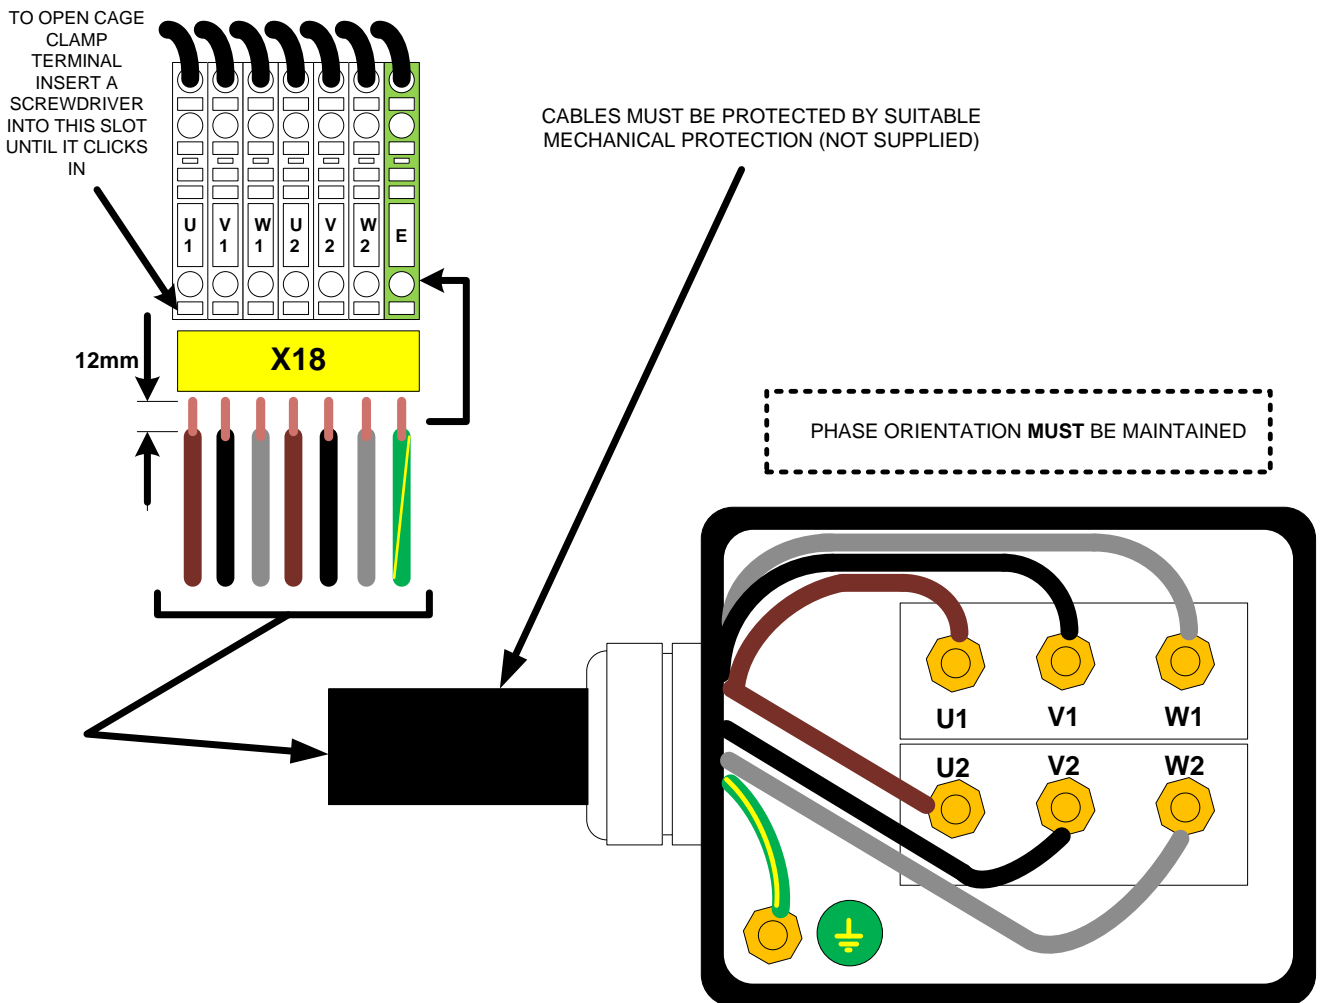 TO OPEN CAGE
CLAMP
TERMINAL
INSERT A
SCREWDRIVER
INTO THIS SLOT
UNTIL IT CLICKS
IN
CABLES MUST BE PROTECTED BY SUITABLE
MECHANICAL PROTECTION (NOT SUPPLIED)
U V W U V W E
1 1 1 2 2 2
X18
12mm
PHASE ORIENTATION MUST BE MAINTAINED
U1 V1 W1
U2 V2 W2